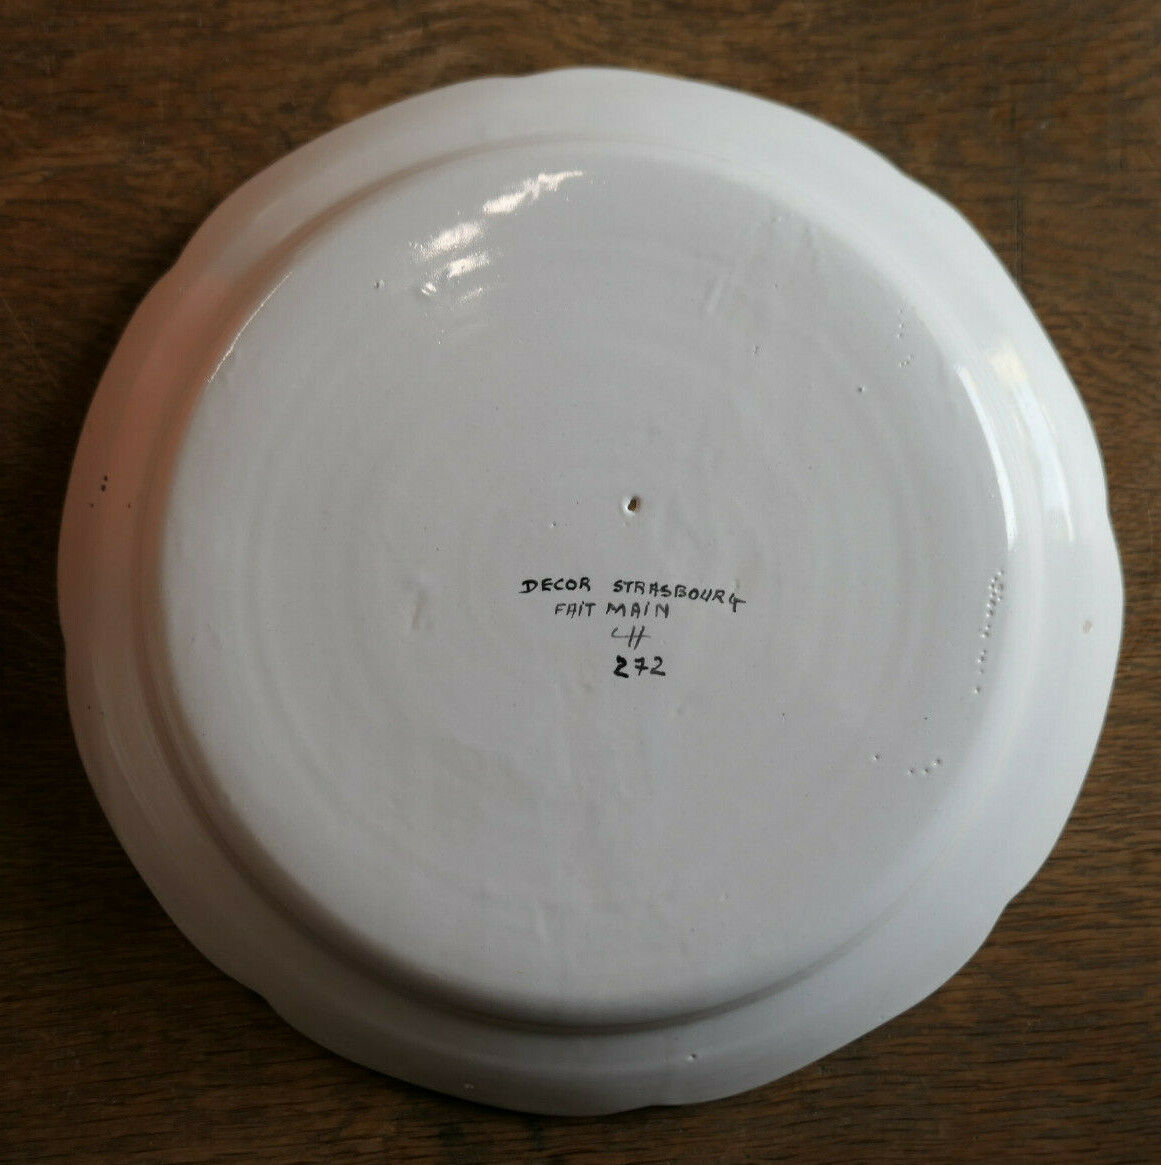 DECOR STRASBOURG
FAIT MAIN
272